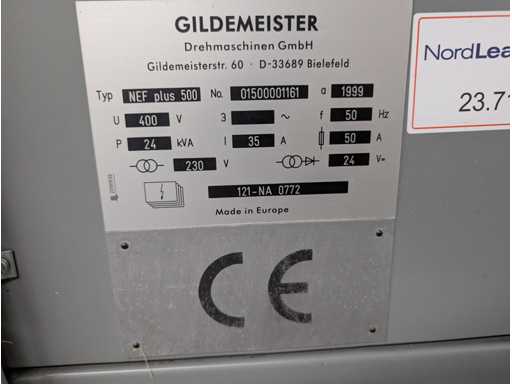 GILDEMEISTER
Drehmaschinen GmbH
Gildemeisterstr. 60 · D-33689 Bielefeld
Typ NEF plus 500 No. 01500001161 a 1999
U 400 V 3 ~ f 50 Hz
P 24 kVA I 35 A 50 A
230 V 24 V=
121-NA 0772
Made in Europe
CE
NordLea
23.71